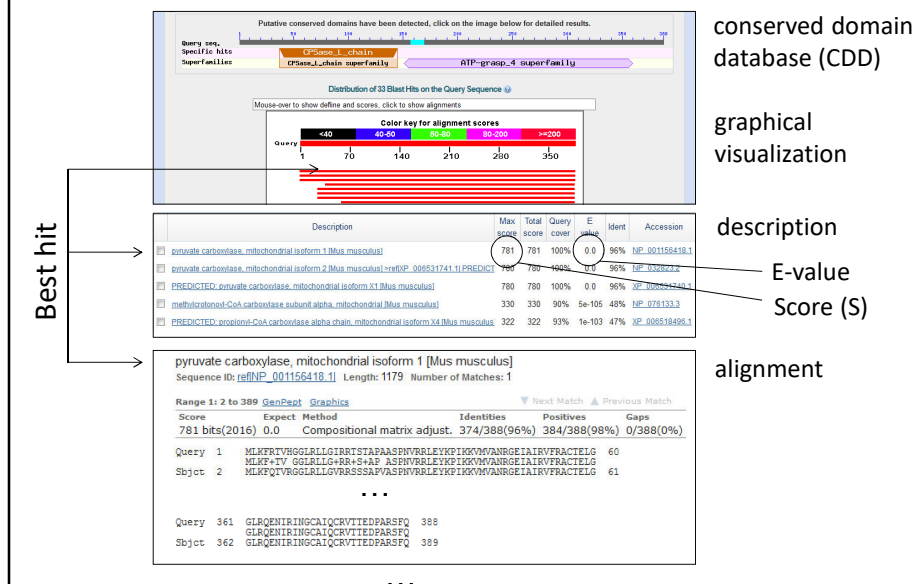 Putative conserved domains have been detected, click on the image below for detailed results.
1 50 100 150 200 250 300 350 388
Query seq.
Specific hits CPSase_L_chain
Superfamilies CPSase_L_chain superfamily ATP-grasp_4 superfamily
conserved domain
database (CDD)
Distribution of 33 Blast Hits on the Query Sequence
Mouse-over to show define and scores, click to show alignments
Color key for alignment scores
<40 40-50 50-80 80-200 >=200
Query
1 70 140 210 280 350
graphical
visualization
Best hit
Description Max score Total score Query cover E value Ident Accession
pyruvate carboxylase, mitochondrial isoform 1 [Mus musculus] 781 781 100% 0.0 96% NP_001156418.1
pyruvate carboxylase, mitochondrial isoform 2 [Mus musculus] >ref|XP_006531741.1| PREDICT 780 780 100% 0.0 96% NP_032823.2
PREDICTED: pyruvate carboxylase, mitochondrial isoform X1 [Mus musculus] 780 780 100% 0.0 96% XP_006531740.1
methylcrotonoyl-CoA carboxylase subunit alpha, mitochondrial [Mus musculus] 330 330 90% 5e-105 48% NP_076133.3
PREDICTED: propionyl-CoA carboxylase alpha chain, mitochondrial isoform X4 [Mus musculus 322 322 93% 1e-103 47% XP_006518496.1
description
E-value
Score (S)
pyruvate carboxylase, mitochondrial isoform 1 [Mus musculus]
Sequence ID: ref|NP_001156418.1| Length: 1179 Number of Matches: 1
Range 1: 2 to 389 GenPept Graphics Next Match Previous Match
Score Expect Method Identities Positives Gaps
781 bits(2016) 0.0 Compositional matrix adjust. 374/388(96%) 384/388(98%) 0/388(0%)
Query 1 MLKFRTVHGGLRLLGIRRTSTAPAASPNVRRLEYKPIKKVMVANRGEIAIRVFRACTELG 60
MLKF+TV GGLRLLG+RR+S+AP ASPNVRRLEYKPIKKVMVANRGEIAIRVFRACTELG
Sbjct 2 MLKFQTVRGGLRLLGVRRSSSAPVASPNVRRLEYKPIKKVMVANRGEIAIRVFRACTELG 61
...
Query 361 GLRQENIRINGCAIQCRVTTEDPARSFQ 388
GLRQENIRINGCAIQCRVTTEDPARSFQ
Sbjct 362 GLRQENIRINGCAIQCRVTTEDPARSFQ 389
alignment
...